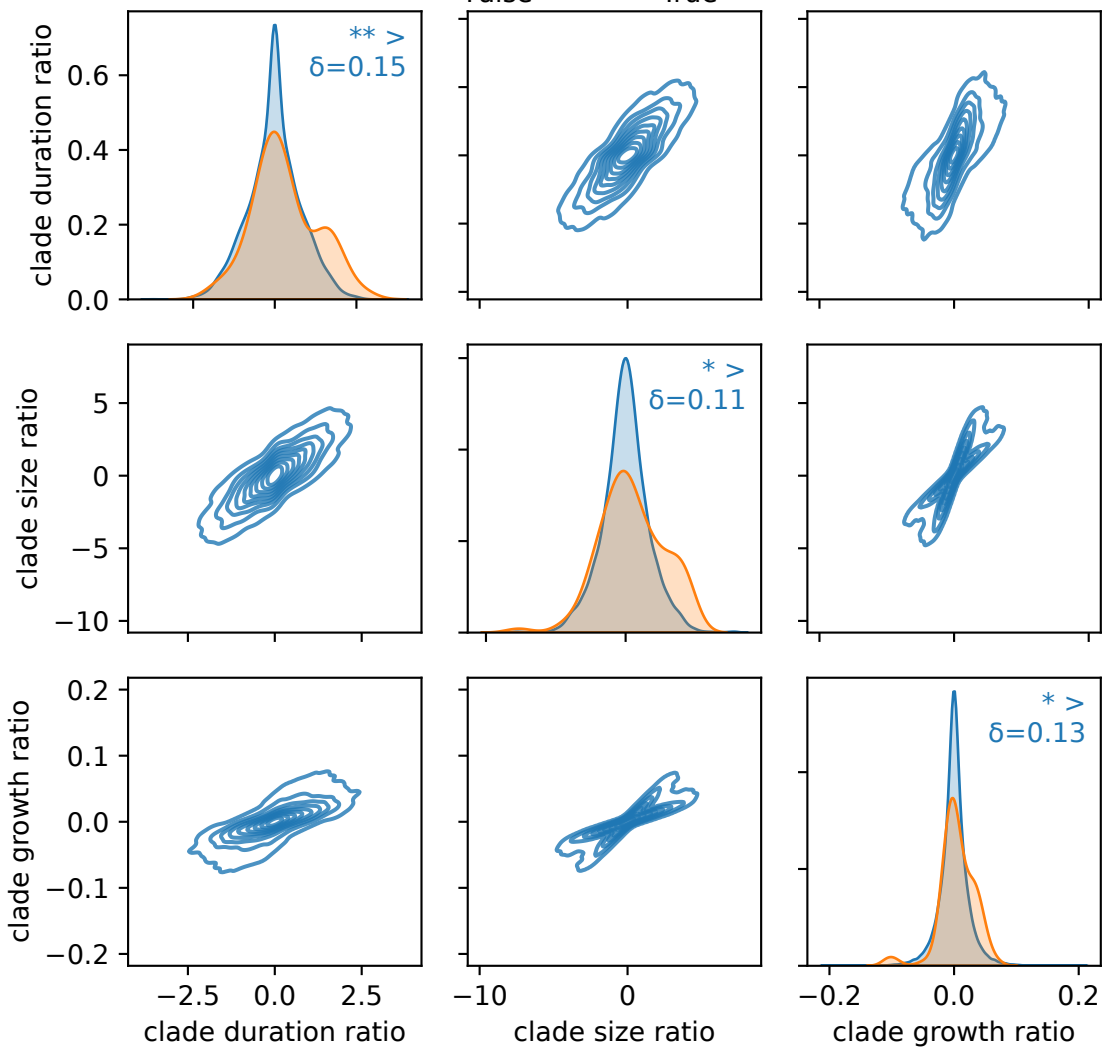 True
clade duration ratio
0.6
0.4
0.2
0.0
** >
δ=0.15
clade size ratio
5
0
−5
−10
* >
δ=0.11
clade growth ratio
0.2
0.1
0.0
−0.1
−0.2
* >
δ=0.13
−2.5
0.0
2.5
−10
0
−0.2
0.0
0.2
clade duration ratio
clade size ratio
clade growth ratio